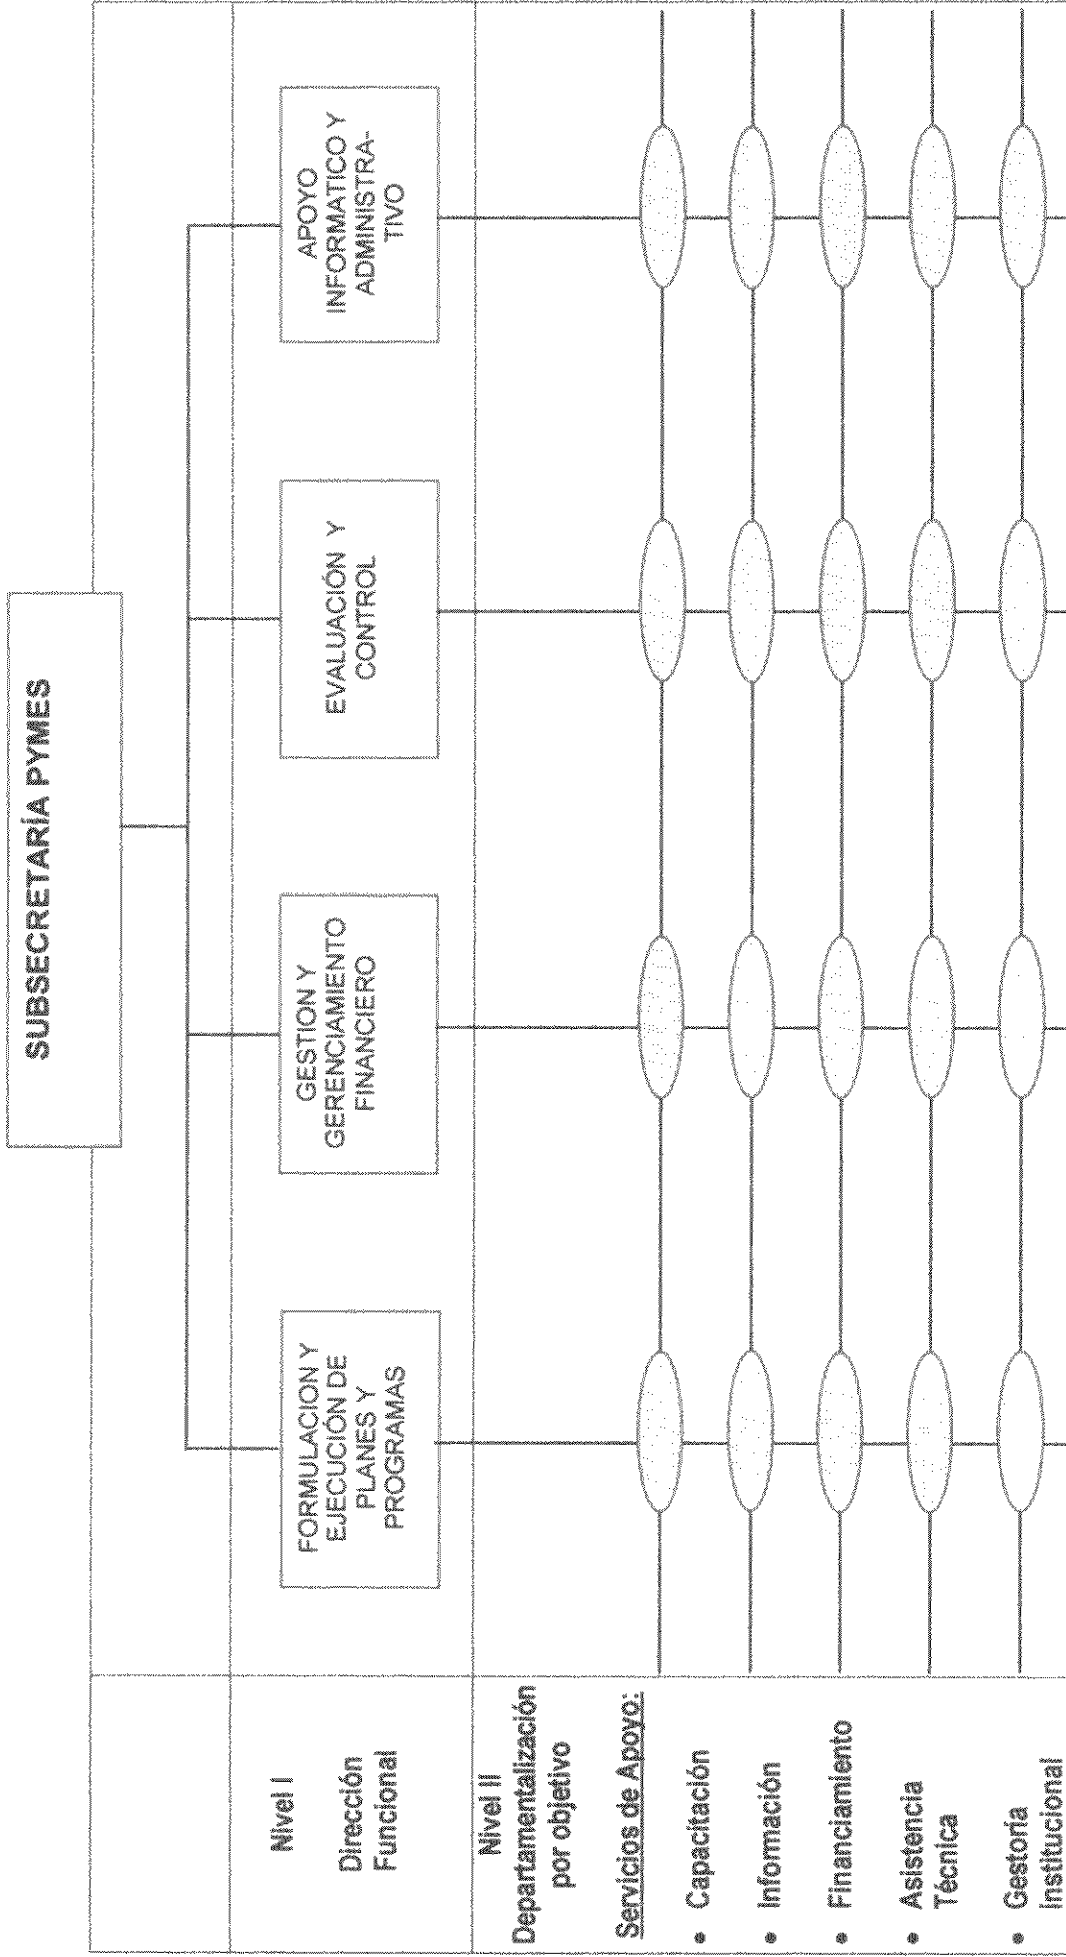 SUBSECRETARÍA PYMES
Nivel I
Dirección
Funcional
FORMULACION Y
EJECUCIÓN DE
PLANES Y
PROGRAMAS
GESTION Y
GERENCIAMIENTO
FINANCIERO
EVALUACIÓN Y
CONTROL
APOYO
INFORMATICO Y
ADMINISTRA-
TIVO
Nivel II
Departamentalización
por objetivo
Servicios de Apoyo:
• Capacitación
• Información
• Financiamiento
• Asistencia
Técnica
• Gestoría
Institucional